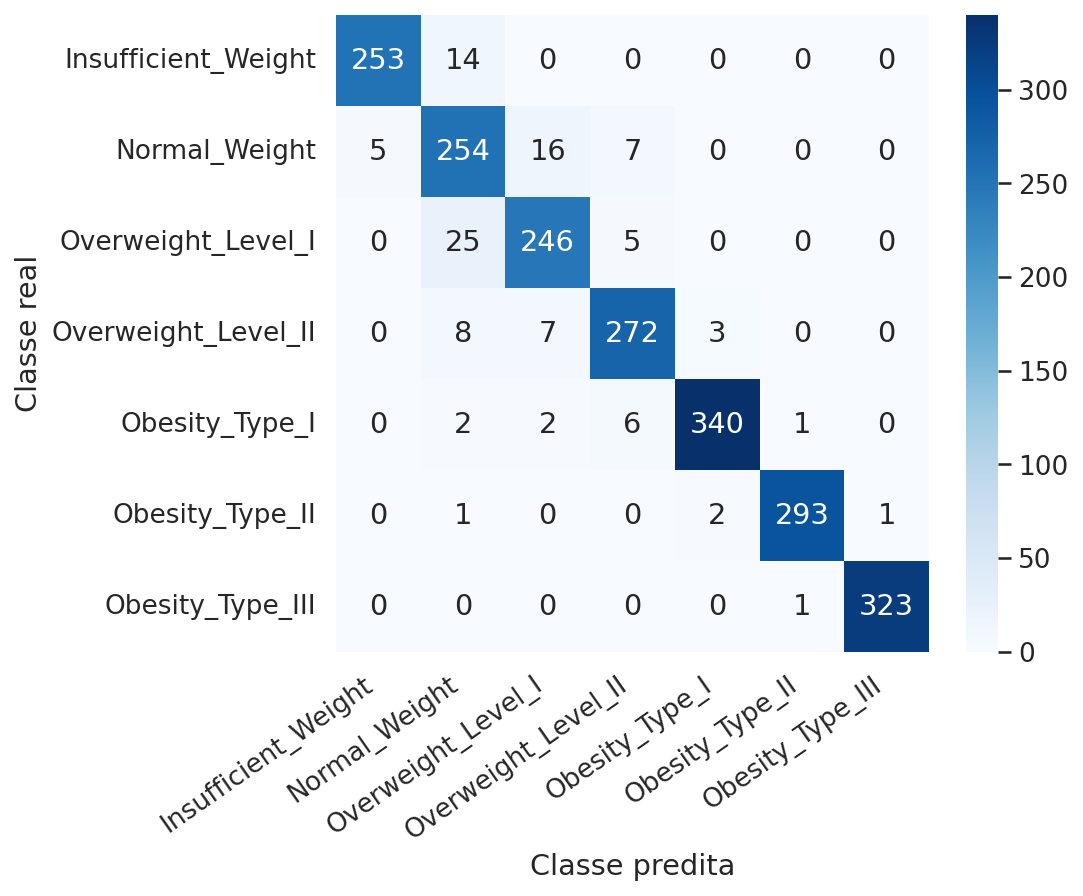 Insufficient_Weight 253 14 0 0 0 0 0
Normal_Weight 5 254 16 7 0 0 0
Overweight_Level_I 0 25 246 5 0 0 0
Overweight_Level_II 0 8 7 272 3 0 0
Obesity_Type_I 0 2 2 6 340 1 0
Obesity_Type_II 0 1 0 0 2 293 1
Obesity_Type_III 0 0 0 0 0 1 323
Classe real
Insufficient_Weight
Normal_Weight
Overweight_Level_I
Overweight_Level_II
Obesity_Type_I
Obesity_Type_II
Obesity_Type_III
Classe predita
300
250
200
150
100
50
0